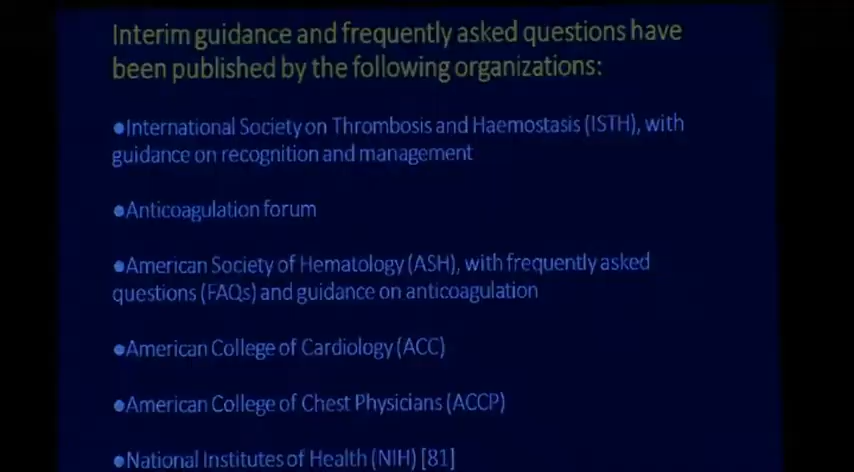 Interim guidance and frequently asked questions have
been published by the following organizations:
●International Society on Thrombosis and Haemostasis (ISTH), with
guidance on recognition and management
●Anticoagulation forum
●American Society of Hematology (ASH), with frequently asked
questions (FAQs) and guidance on anticoagulation
●American College of Cardiology (ACC)
●American College of Chest Physicians (ACCP)
●National Institutes of Health (NIH) [81]